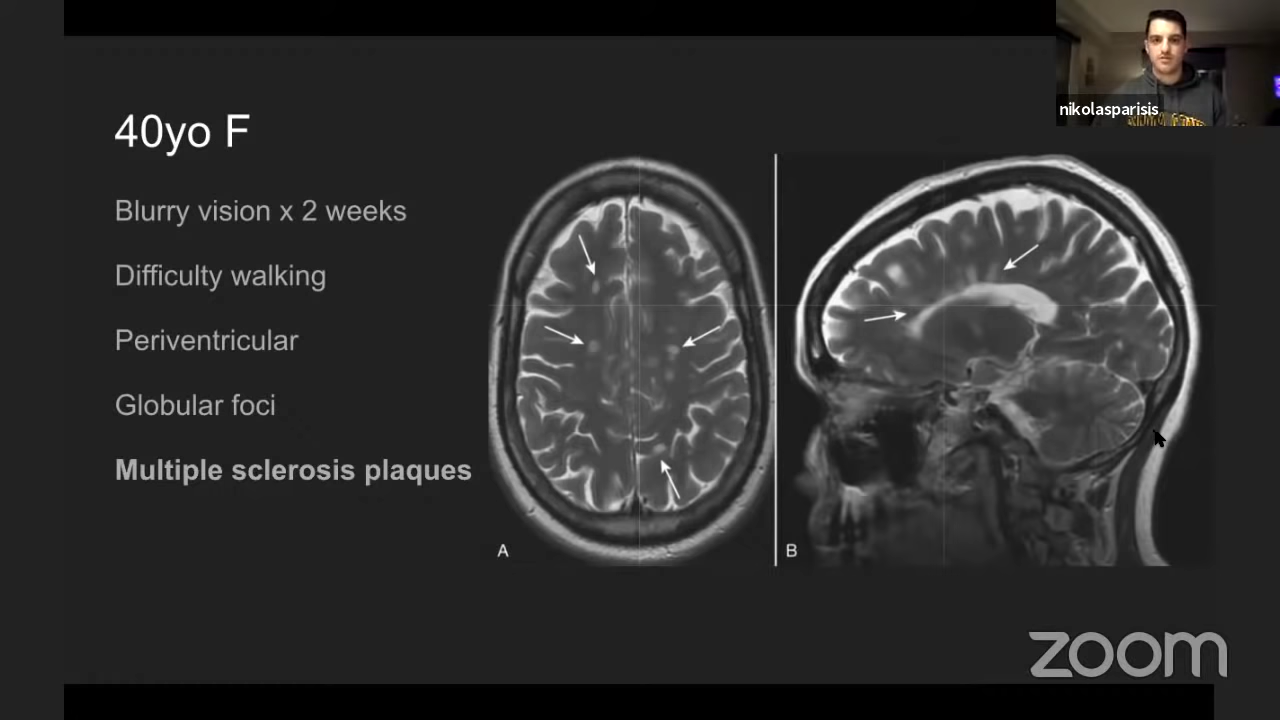 40yo F
Blurry vision x 2 weeks
Difficulty walking
Periventricular
Globular foci
Multiple sclerosis plaques
A
B
nikolasparisis
zoom